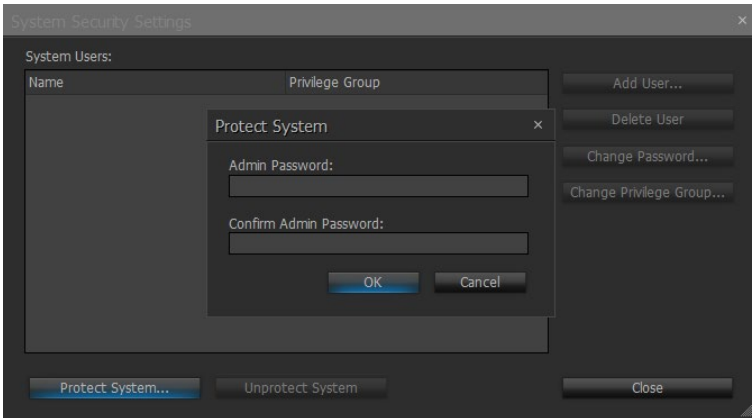 System Security Settings
×
System Users:
Name
Privilege Group
Add User...
Delete User
Change Password...
Change Privilege Group...
Protect System
×
Admin Password:
Confirm Admin Password:
OK
Cancel
Protect System...
Unprotect System
Close